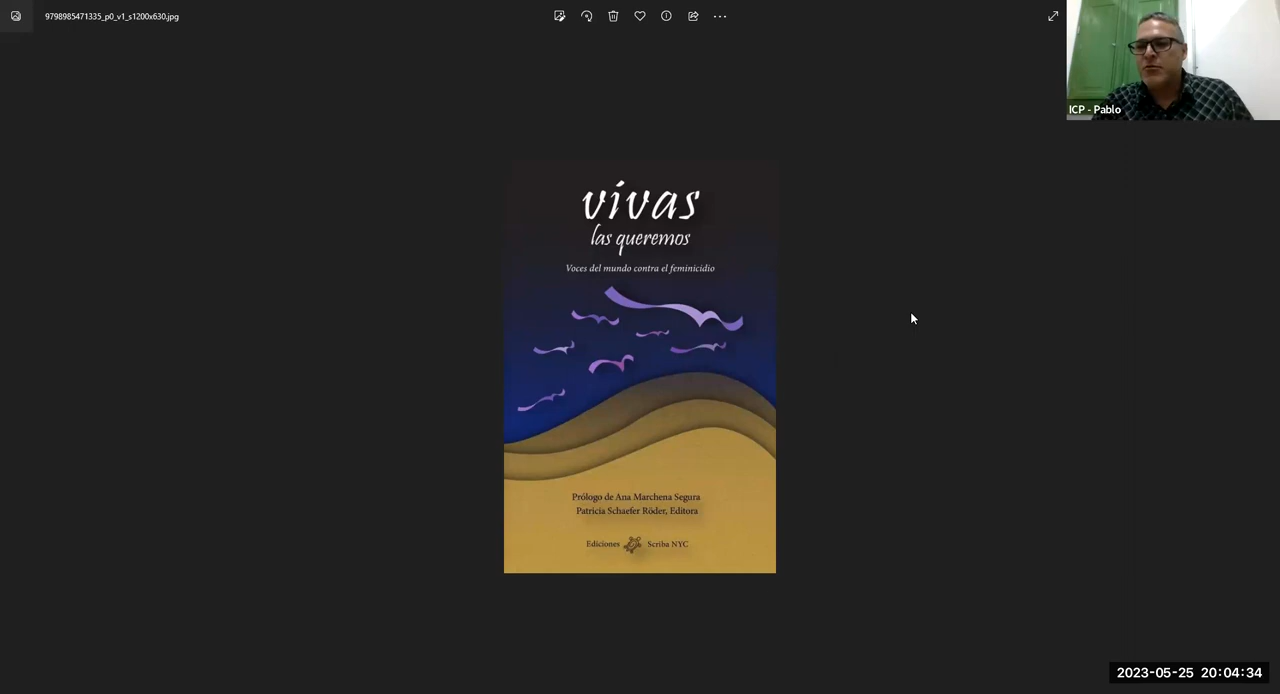 9798985471335_p0_v1_s1200x630.jpg
ICP - Pablo
vivas
las queremos
Voces del mundo contra el feminicidio
Prólogo de Ana Marchena Segura
Patricia Schaefer Röder, Editora
Ediciones Scriba NYC
2023-05-25 20:04:34